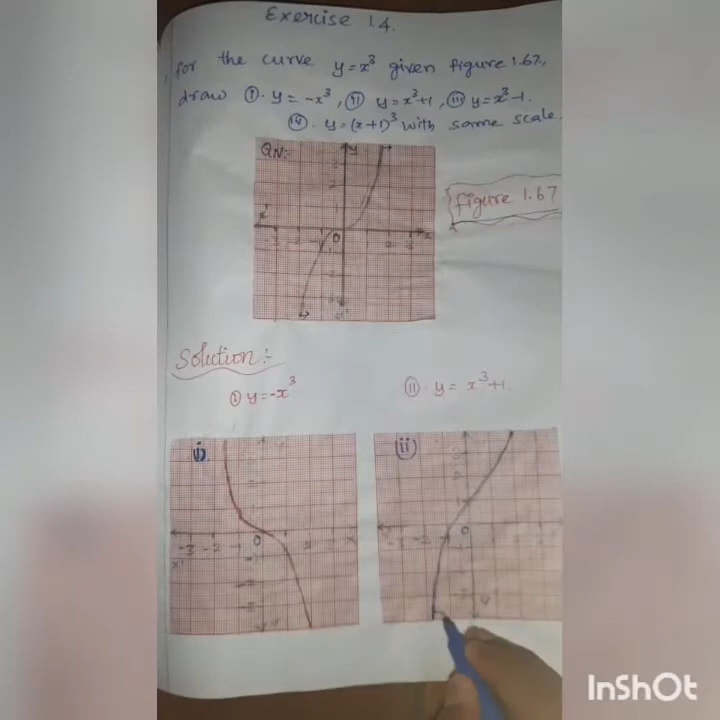 Exercise 1.4.
for the curve y=x³ given figure 1.67,
draw (i). y=-x³, (ii) y=x³+1, (iii) y=x³-1.
(iv). y=(x+1)³ with same scale.
QN:-
figure 1.67
Solution:-
(i) y=-x³
(ii). y= x³+1.
(i).
(ii)
InShOt